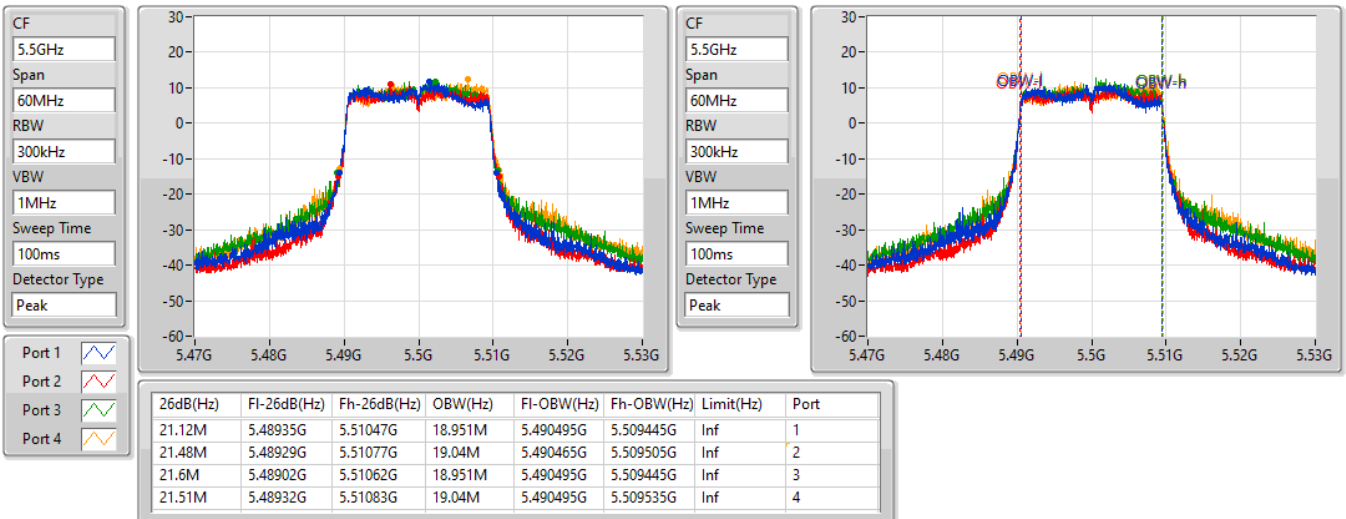 CF
5.5GHz
Span
60MHz
RBW
300kHz
VBW
1MHz
Sweep Time
100ms
Detector Type
Peak
30
20
10
0
-10
-20
-30
-40
-50
-60
5.47G 5.48G 5.49G 5.5G 5.51G 5.52G 5.53G
CF
5.5GHz
Span
60MHz
RBW
300kHz
VBW
1MHz
Sweep Time
100ms
Detector Type
Peak
30
20
10
0
-10
-20
-30
-40
-50
-60
OBW-l OBW-h
5.47G 5.48G 5.49G 5.5G 5.51G 5.52G 5.53G
Port 1
Port 2
Port 3
Port 4
26dB(Hz) Fl-26dB(Hz) Fh-26dB(Hz) OBW(Hz) Fl-OBW(Hz) Fh-OBW(Hz) Limit(Hz) Port
21.12M 5.48935G 5.51047G 18.951M 5.490495G 5.509445G Inf 1
21.48M 5.48929G 5.51077G 19.04M 5.490465G 5.509505G Inf 2
21.6M 5.48902G 5.51062G 18.951M 5.490495G 5.509445G Inf 3
21.51M 5.48932G 5.51083G 19.04M 5.490495G 5.509535G Inf 4